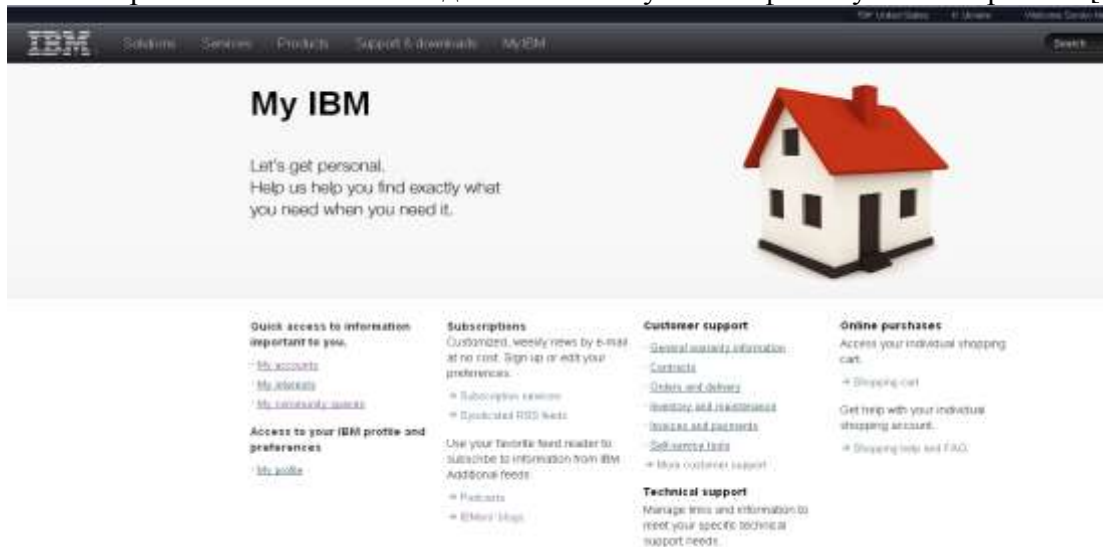 United States
Welcome
IBM
Solutions Services Products Support & downloads My IBM
Search
My IBM
Let's get personal.
Help us help you find exactly what
you need when you need it.
Quick access to information
important to you.
My accounts
My interests
My community
Access to your IBM profile and
preferences
My profile
Subscriptions
Customized, weekly news by e-mail
at no cost. Sign up or edit your
preferences.
Subscription services
Syndicated RSS feeds
Use your favorite feed reader to
subscribe to information from IBM
Additional feeds
Podcasts
IBMers' blogs
Customer support
General warranty information
Contracts
Orders and delivery
Inventory and maintenance
Invoices and payments
Self-service tools
More customer support
Technical support
Manage links and information to
meet your specific technical
support needs.
Online purchases
Access your individual shopping
cart.
Shopping cart
Get help with your individual
shopping account.
Shopping help and FAQ